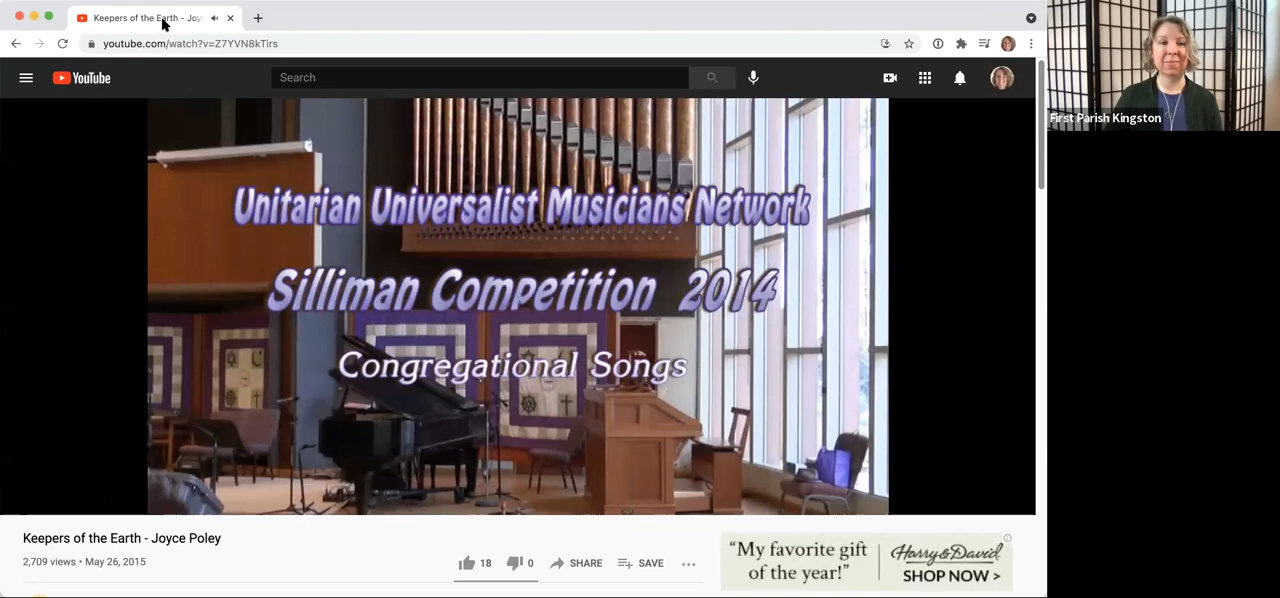 Keepers of the Earth - Joy
youtube.com/watch?v=Z7YVN8kTirs
YouTube
Search
First Parish Kingston
Unitarian Universalist Musicians Network
Silliman Competition 2014
Congregational Songs
Keepers of the Earth - Joyce Poley
2,709 views • May 26, 2015
18
0
SHARE
SAVE
“My favorite gift
of the year!”
Harry & David
SHOP NOW >